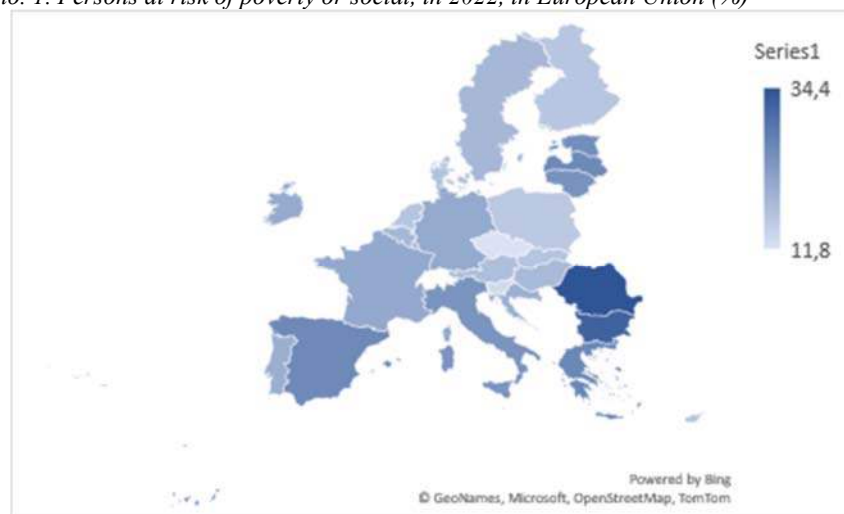 no. 1. Persons at risk of poverty or social, in 2022, in European Union (%)
Series1
34,4
11,8
Powered by Bing
© GeoNames, Microsoft, OpenStreetMap, TomTom